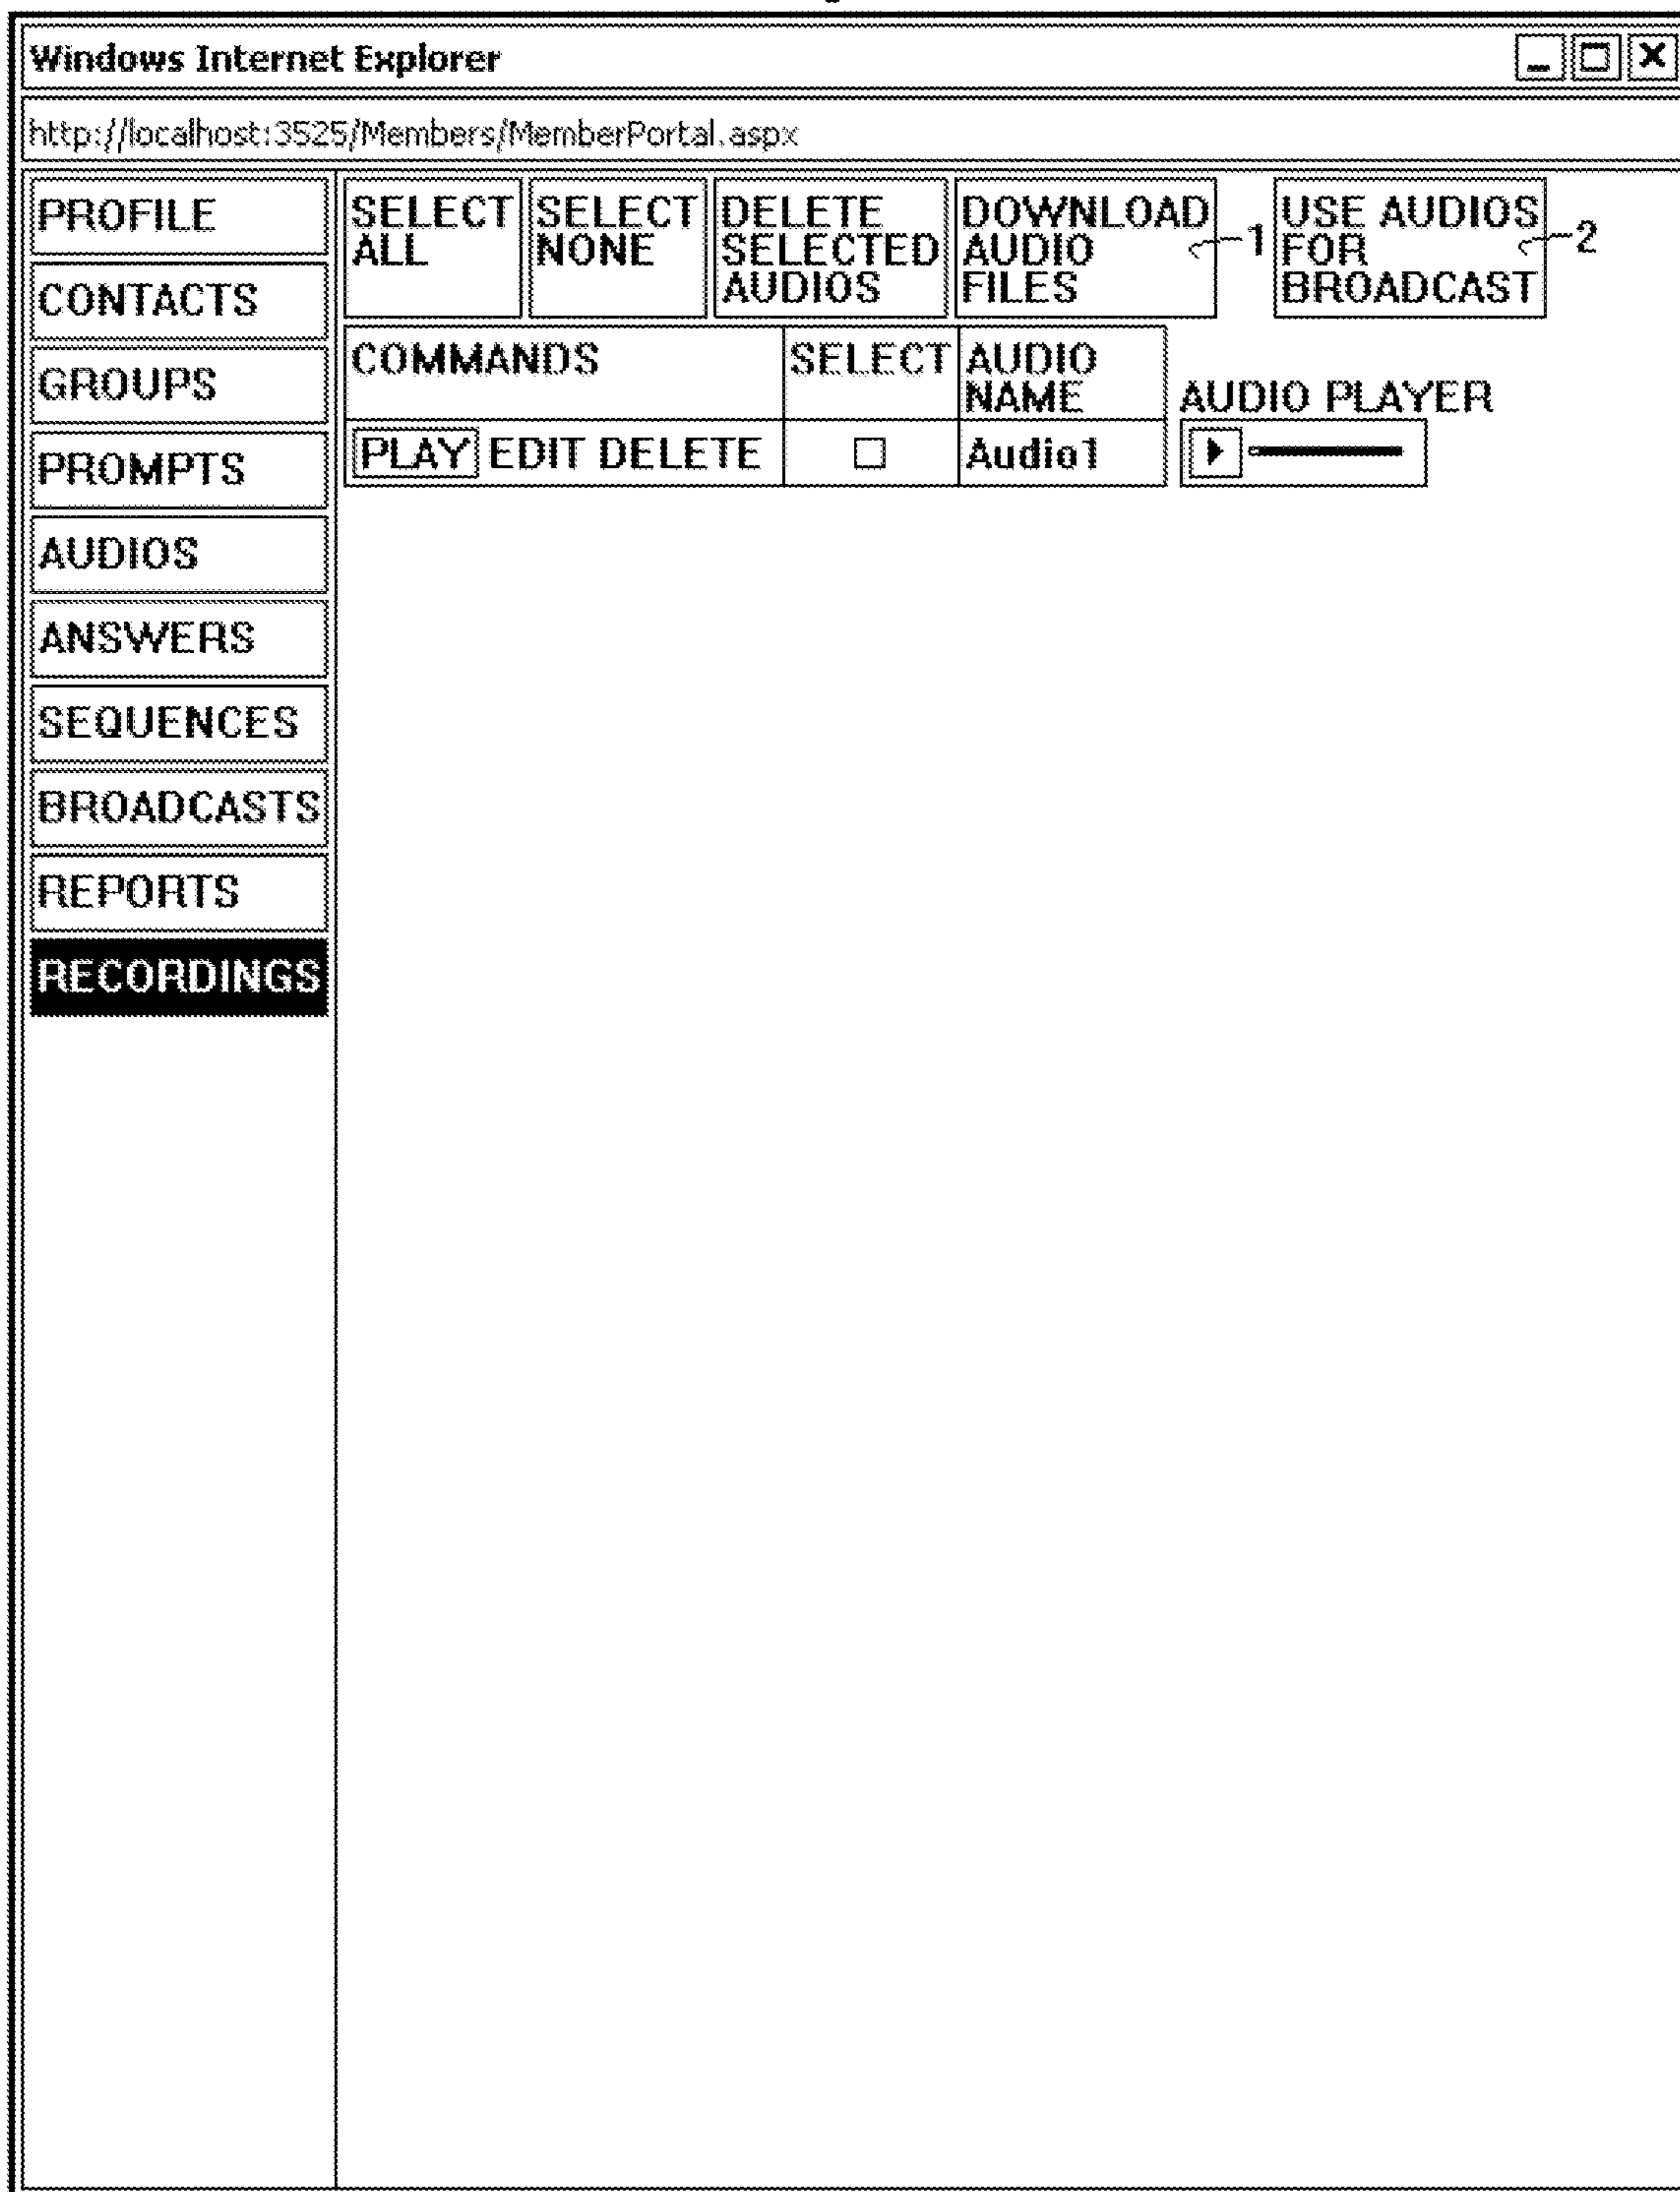 Windows Internet Explorer
http://localhost:3525/Members/MemberPortal.aspx
PROFILE
CONTACTS
GROUPS
PROMPTS
AUDIOS
ANSWERS
SEQUENCES
BROADCASTS
REPORTS
RECORDINGS
SELECT
ALL
SELECT
NONE
DELETE
SELECTED
AUDIOS
DOWNLOAD
AUDIO
FILES
1
USE AUDIOS
FOR
BROADCAST
2
COMMANDS
SELECT
AUDIO
NAME
PLAY EDIT DELETE
Audio1
AUDIO PLAYER